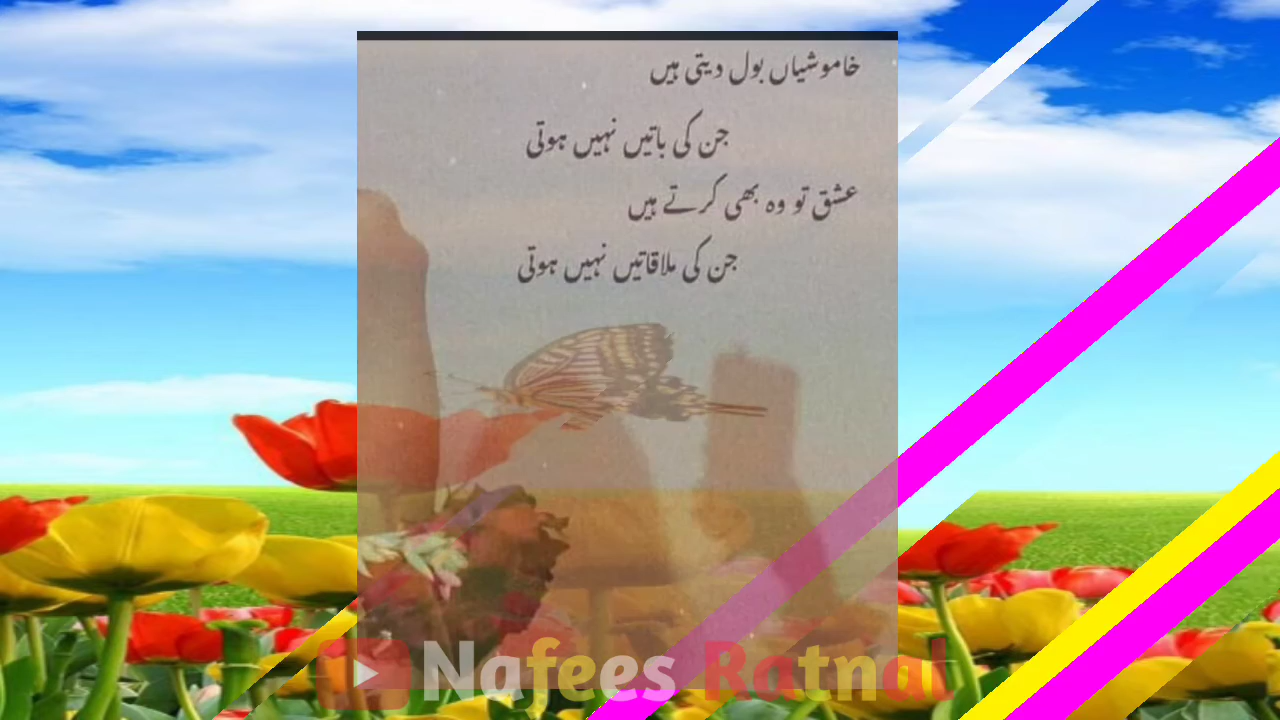 خاموشیاں بول دیتی ہیں
جن کی باتیں نہیں ہوتی
عشق تو وہ بھی کرتے ہیں
جن کی ملاقاتیں نہیں ہوتی
Nafees Ratnal